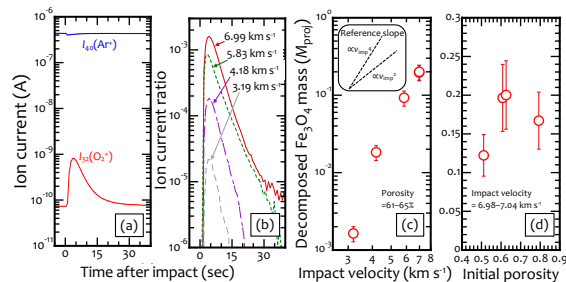 Ion current (A)
10⁻⁵
10⁻⁶
10⁻⁷
10⁻⁸
10⁻⁹
10⁻¹⁰
10⁻¹¹
I₄₀(Ar⁺)
I₃₂(O₂⁺)
(a)
0 15 30
Time after impact (sec)
Ion current ratio
10⁻³
10⁻⁴
10⁻⁵
10⁻⁶
6.99 km s⁻¹
5.83 km s⁻¹
4.18 km s⁻¹
3.19 km s⁻¹
(b)
0 15 30 45
Decomposed Fe₃O₄ mass (Mproj)
10⁰
10⁻¹
10⁻²
10⁻³
Reference slope
∝vimp⁴
∝vimp²
Porosity
=61–65%
(c)
3 4 5 6 7 8
Impact velocity (km s⁻¹)
0.3
0.25
0.2
0.15
0.1
0.05
0
Impact velocity
=6.98–7.04 km s⁻¹
(d)
0.4 0.5 0.6 0.7 0.8 0.9
Initial porosity